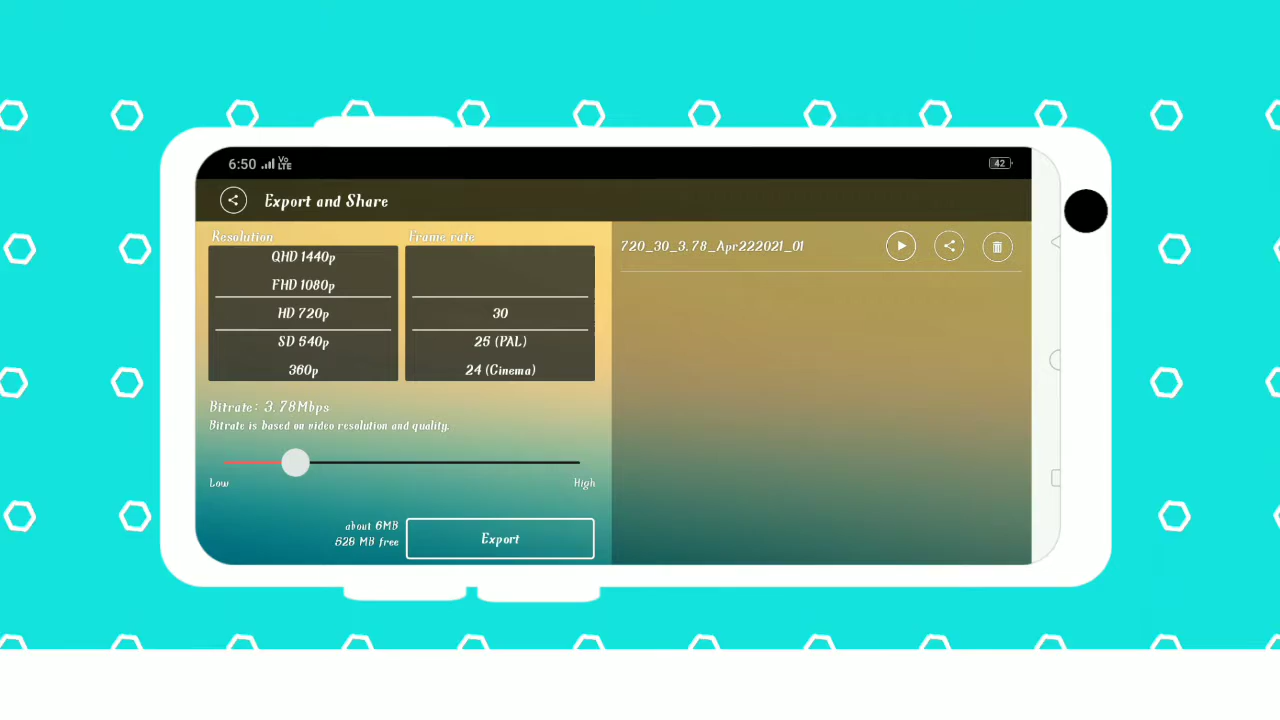 6:50 Vo LTE 42
Export and Share
Resolution
QHD 1440p
FHD 1080p
HD 720p
SD 540p
360p
Frame rate
30
25 (PAL)
24 (Cinema)
Bitrate: 3.78Mbps
Bitrate is based on video resolution and quality.
Low High
about 6MB
528 MB free
Export
720_30_3.78_Apr222021_01